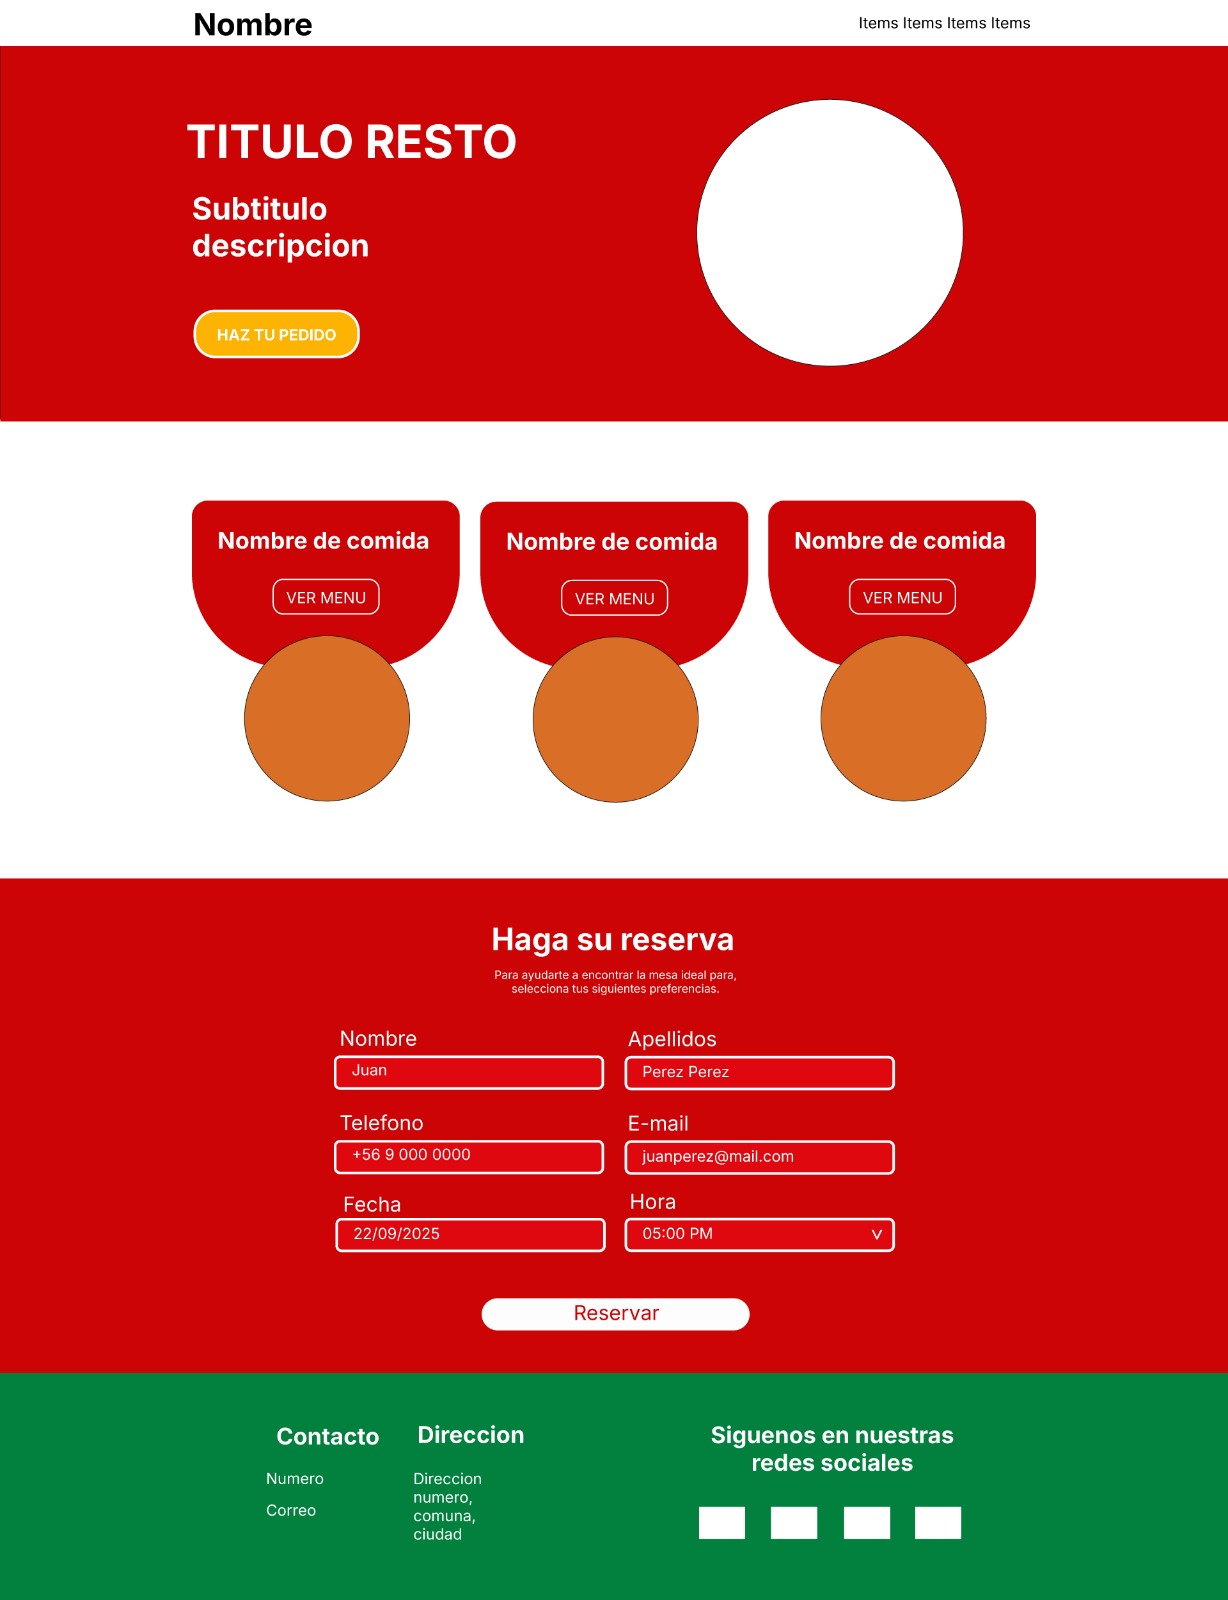 Nombre
Items Items Items Items
TITULO RESTO
Subtitulo
descripcion
HAZ TU PEDIDO
Nombre de comida
VER MENU
Nombre de comida
VER MENU
Nombre de comida
VER MENU
Haga su reserva
Para ayudarte a encontrar la mesa ideal para,
selecciona tus siguientes preferencias.
Nombre
Juan
Apellidos
Perez Perez
Telefono
+56 9 000 0000
E-mail
juanperez@mail.com
Fecha
22/09/2025
Hora
05:00 PM
V
Reservar
Contacto
Numero
Correo
Direccion
Direccion
numero,
comuna,
ciudad
Siguenos en nuestras
redes sociales